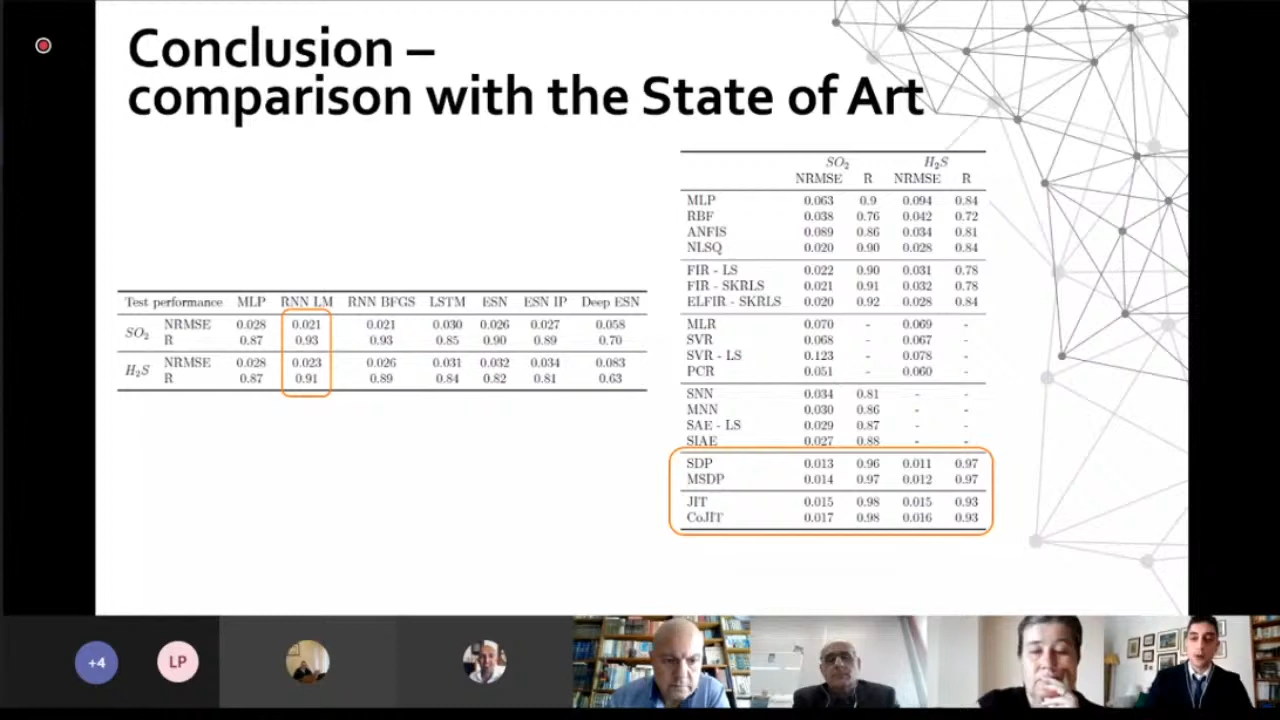 Conclusion –
comparison with the State of Art
Test performance MLP RNN LM RNN BFGS LSTM ESN ESN IP Deep ESN
SO2 NRMSE 0.028 0.021 0.021 0.030 0.026 0.027 0.058
R 0.87 0.93 0.93 0.85 0.90 0.89 0.70
H2S NRMSE 0.028 0.023 0.026 0.031 0.032 0.034 0.083
R 0.87 0.91 0.89 0.84 0.82 0.81 0.63
SO2 H2S
NRMSE R NRMSE R
MLP 0.063 0.9 0.094 0.84
RBF 0.038 0.76 0.042 0.72
ANFIS 0.089 0.86 0.034 0.81
NLSQ 0.020 0.90 0.028 0.84
FIR - LS 0.022 0.90 0.031 0.78
FIR - SKRLS 0.021 0.91 0.032 0.78
ELFIR - SKRLS 0.020 0.92 0.028 0.84
MLR 0.070 - 0.069 -
SVR 0.068 - 0.067 -
SVR - LS 0.123 - 0.078 -
PCR 0.051 - 0.060 -
SNN 0.034 0.81 - -
MNN 0.030 0.86 - -
SAE - LS 0.029 0.87 - -
SIAE 0.027 0.88 - -
SDP 0.013 0.96 0.011 0.97
MSDP 0.014 0.97 0.012 0.97
JIT 0.015 0.98 0.015 0.93
CoJIT 0.017 0.98 0.016 0.93
+4 LP